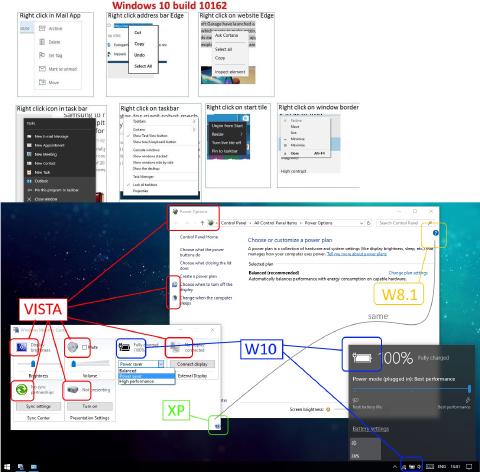 Windows 10 build 10162
Right click in Mail App
Right click address bar Edge
Right click on website Edge
Archive
Delete
Set flag
Mark as unread
Move
Cut
Copy
Undo
Select All
Ask Cortana
Select all
Copy
Inspect element
Right click icon in task bar
Right click on taskbar
Right click on start tile
Right click on window border
Tasks
New E-mail Message
New Appointment
New Meeting
New Contact
New Task
Outlook
Pin this program to taskbar
Close window
Toolbars
Cortana
Show Task View button
Show touch keyboard button
Cascade windows
Show windows stacked
Show windows side by side
Show the desktop
Task Manager
Lock all taskbars
Properties
Unpin from Start
Resize
Turn live tile off
Pin to taskbar
Restore
Move
Size
Minimize
Maximize
Close Alt+F4
High contrast
Power Options
Control Panel > All Control Panel Items > Power Options
Search Control Panel
Control Panel Home
Choose what the power buttons do
Choose what closing the lid does
Create a power plan
Choose when to turn off the display
Change when the computer sleeps
Choose or customize a power plan
A power plan is a collection of hardware and system settings (like display brightness, sleep, etc.) that
manages how your computer uses power. Tell me more about power plans
Selected plan
Balanced (recommended)
Change plan settings
Automatically balances performance with energy consumption on capable hardware.
W8.1
same
VISTA
W10
XP
Display brightness
Mute
Fully charged (100%)
connected
Power saver
Balanced
Power saver
High performance
Connect display
Brightness
Volume
External Display
No sync partnerships
Not presenting
Sync settings
Turn on
Sync Center
Presentation Settings
Screen brightness:
100% Fully charged
Power mode (plugged in): Best performance
Best battery life
Best performance
Battery settings
ENG